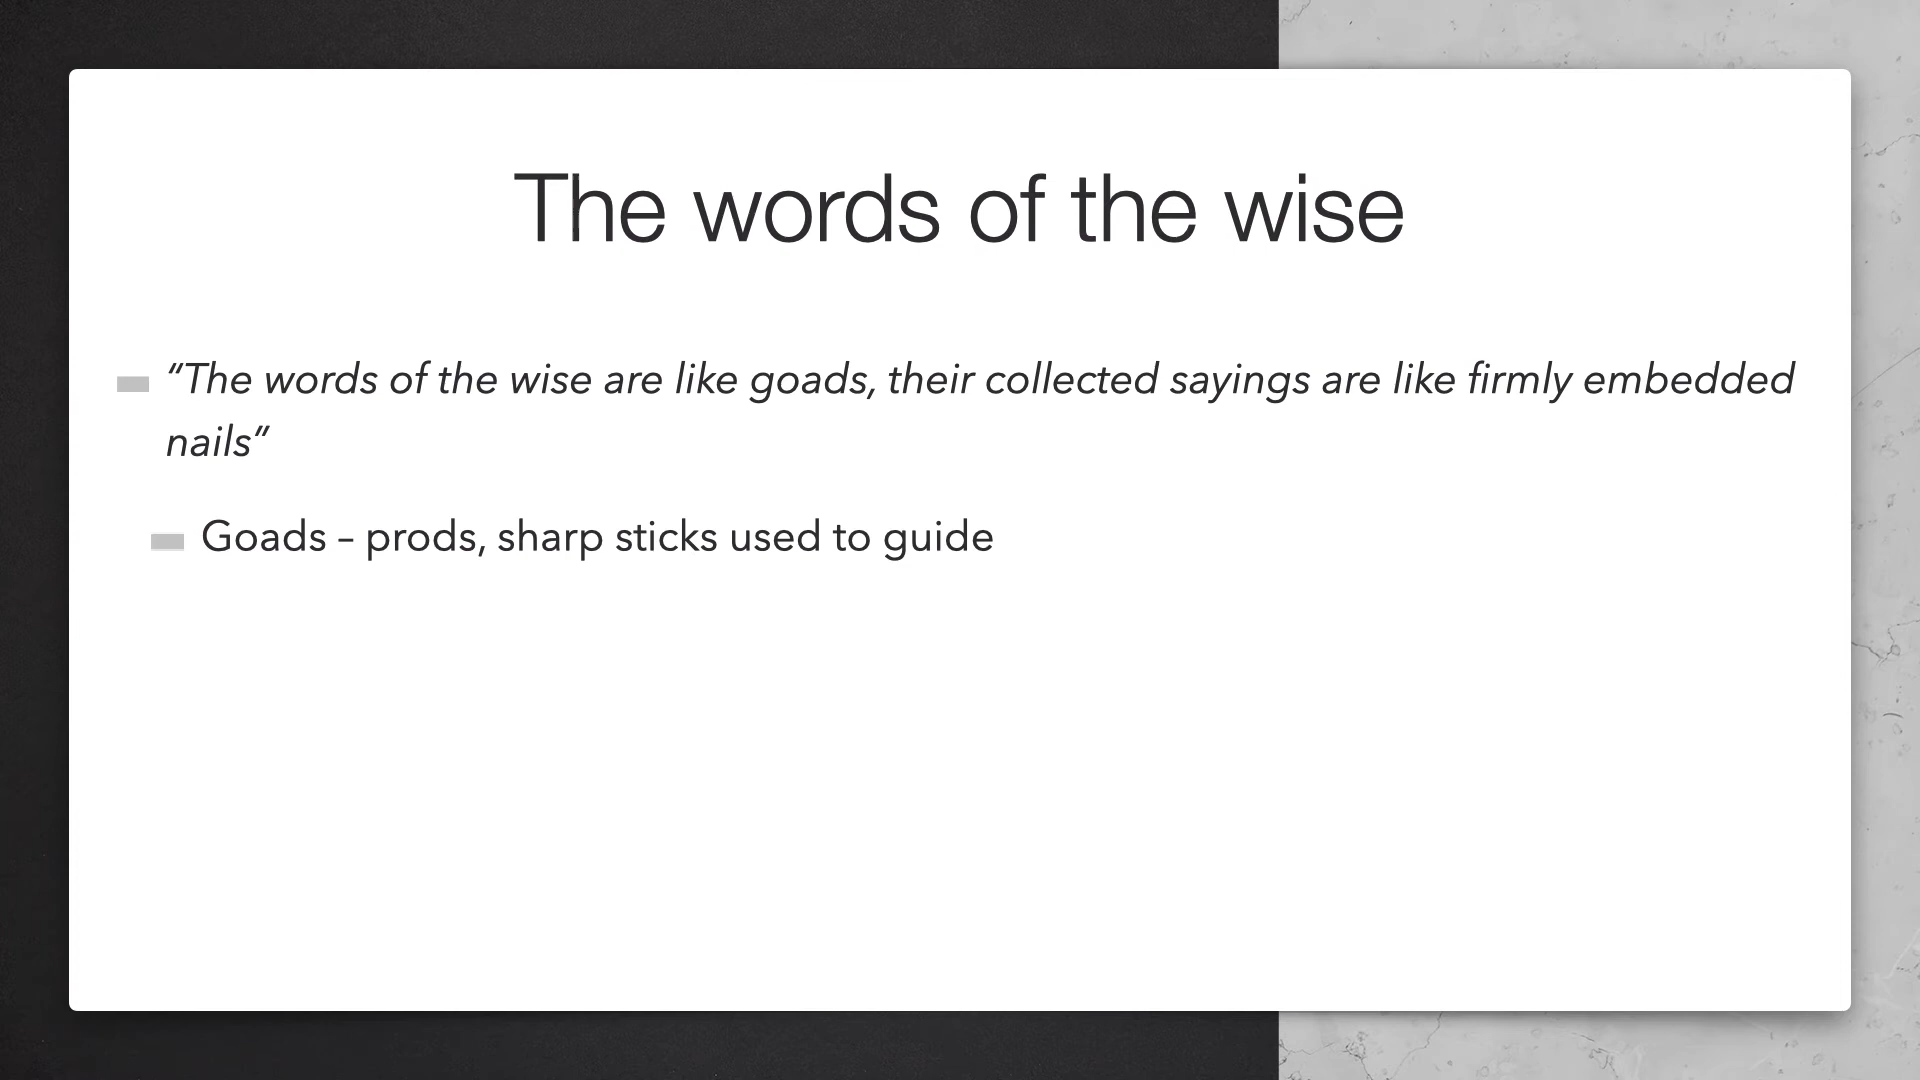 The words of the wise
“The words of the wise are like goads, their collected sayings are like firmly embedded
nails”
Goads – prods, sharp sticks used to guide